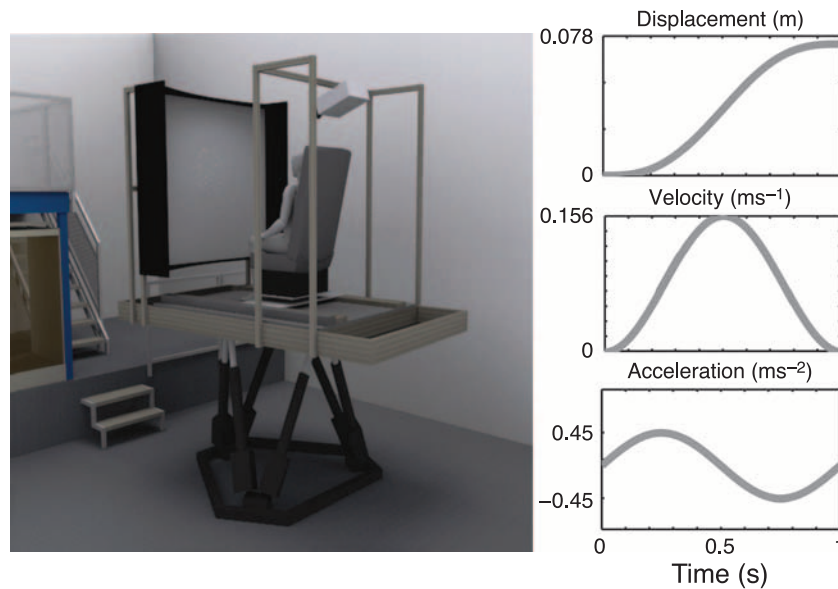 Displacement (m)
0.078
0
Velocity (ms⁻¹)
0.156
0
Acceleration (ms⁻²)
0.45
−0.45
0
0.5
1
Time (s)